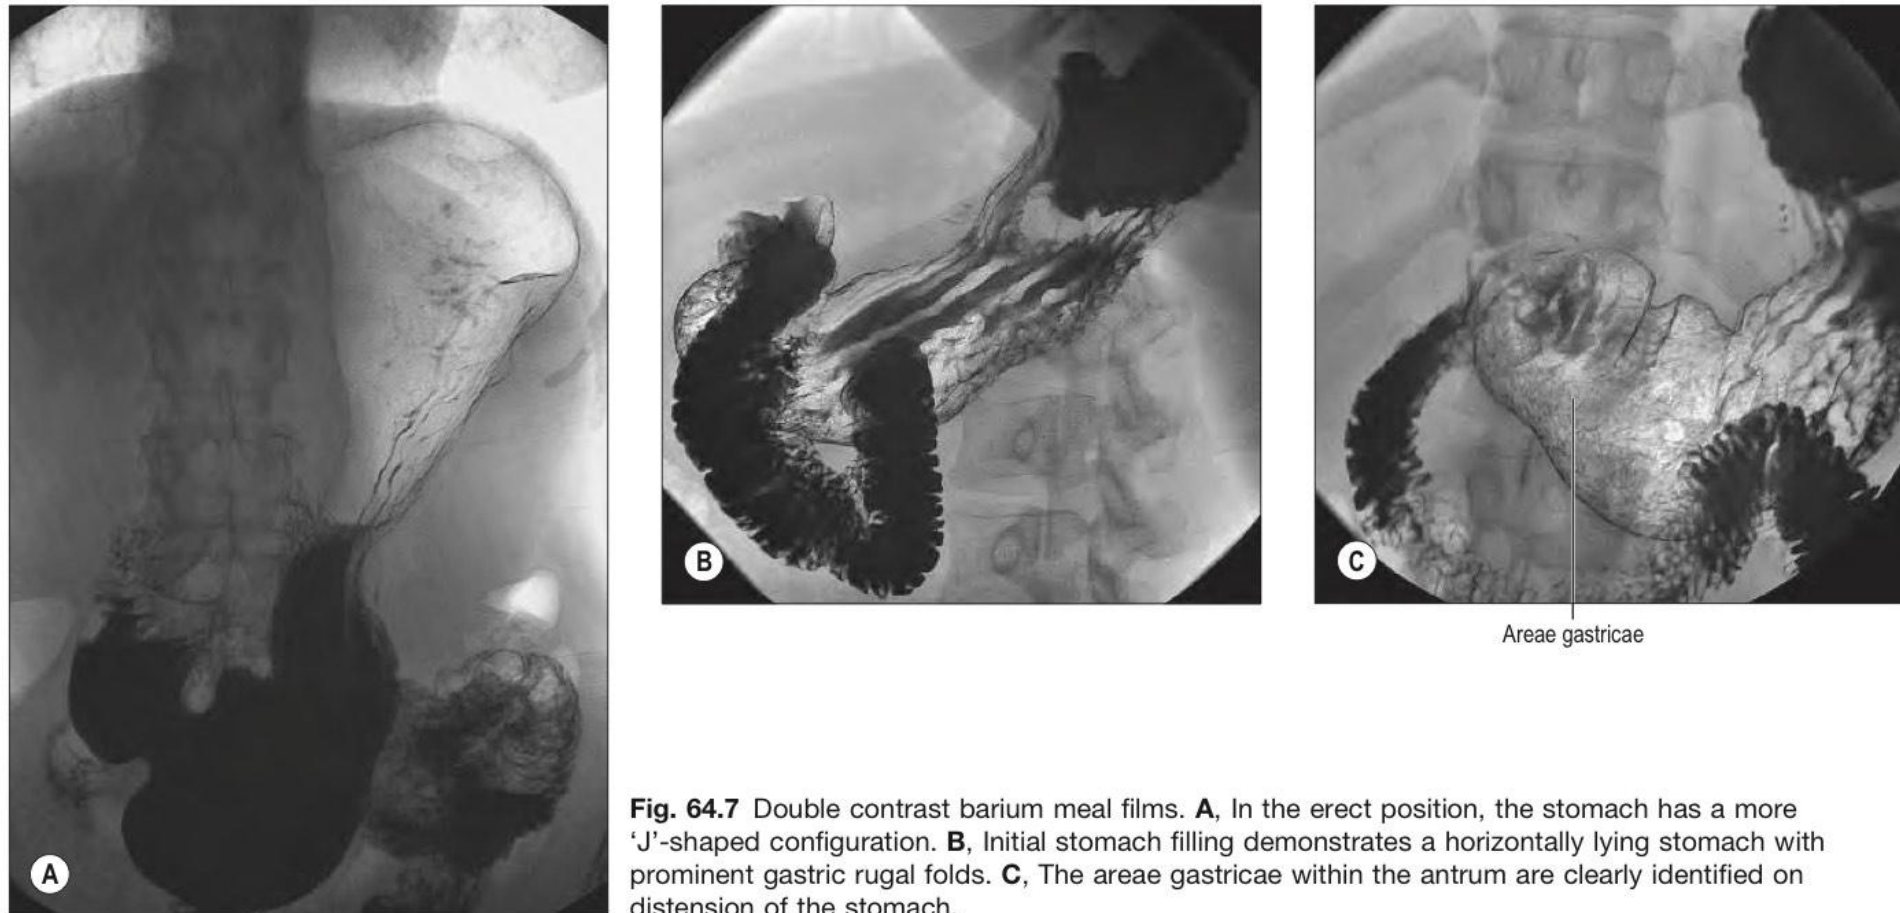 A
B
C
Areae gastricae
Fig. 64.7 Double contrast barium meal films. A, In the erect position, the stomach has a more
‘J’-shaped configuration. B, Initial stomach filling demonstrates a horizontally lying stomach with
prominent gastric rugal folds. C, The areae gastricae within the antrum are clearly identified on
distension of the stomach.